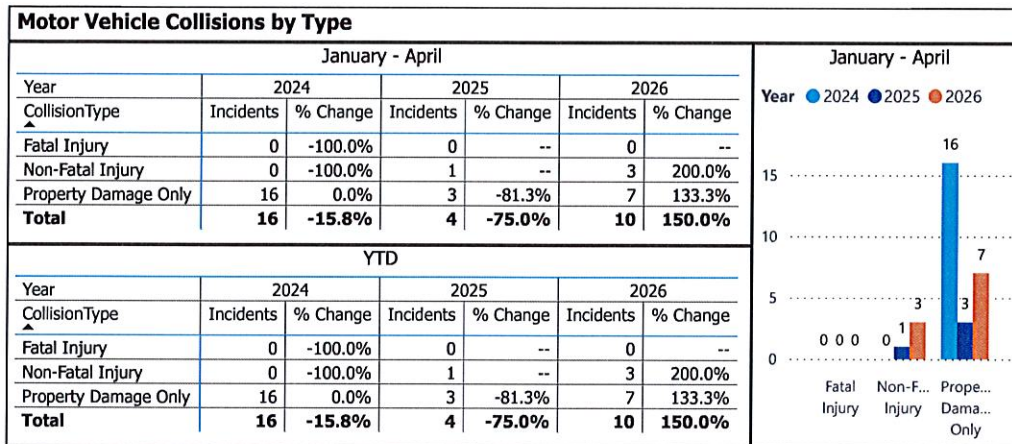 Motor Vehicle Collisions by Type
January - April
Year 2024 2025 2026
CollisionType Incidents % Change Incidents % Change Incidents % Change
Fatal Injury 0 -100.0% 0 -- 0 --
Non-Fatal Injury 0 -100.0% 1 -- 3 200.0%
Property Damage Only 16 0.0% 3 -81.3% 7 133.3%
Total 16 -15.8% 4 -75.0% 10 150.0%
YTD
Year 2024 2025 2026
CollisionType Incidents % Change Incidents % Change Incidents % Change
Fatal Injury 0 -100.0% 0 -- 0 --
Non-Fatal Injury 0 -100.0% 1 -- 3 200.0%
Property Damage Only 16 0.0% 3 -81.3% 7 133.3%
Total 16 -15.8% 4 -75.0% 10 150.0%
January - April
Year 2024 2025 2026
16
15
10
7
5
3 3
1
0 0 0 0 0
Fatal Non-F... Prope...
Injury Injury Dama...
Only